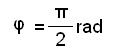 φ = π/2 rad